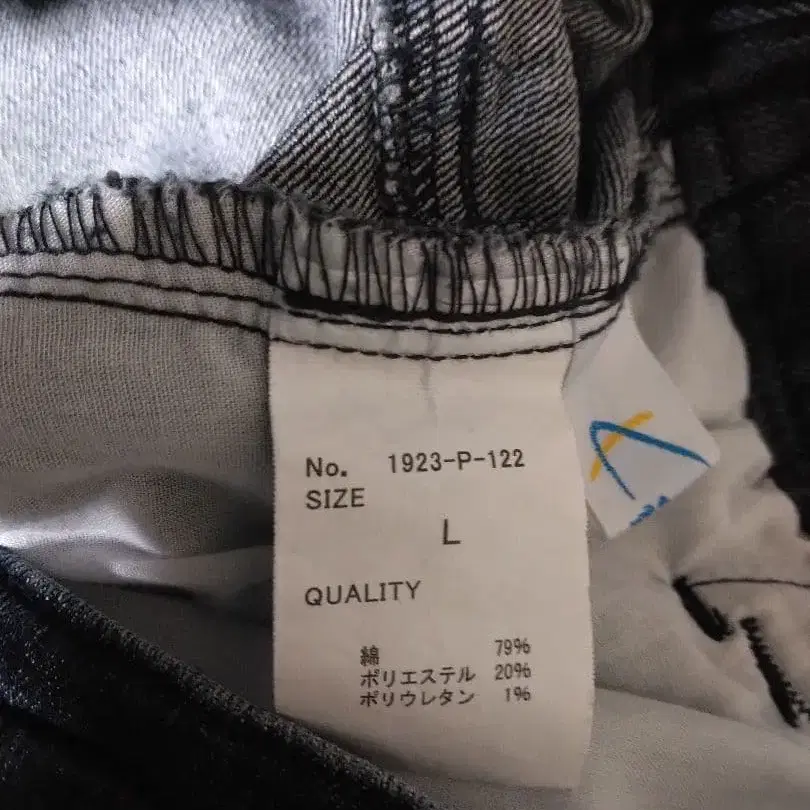 No. 1923-P-122
SIZE
L
QUALITY
綿 79%
ポリエステル 20%
ポリウレタン 1%